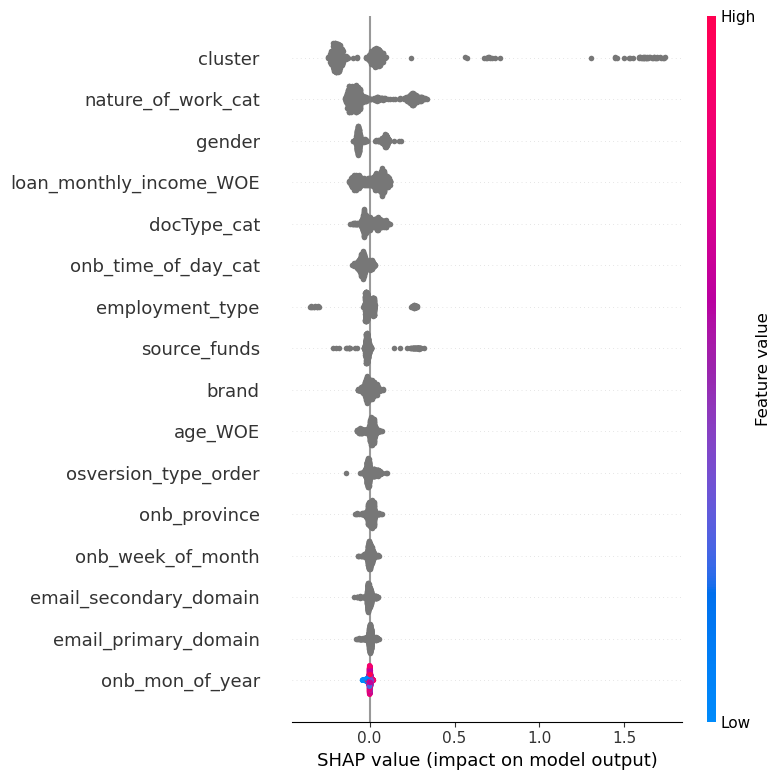 High
cluster
nature_of_work_cat
gender
loan_monthly_income_WOE
docType_cat
onb_time_of_day_cat
employment_type
source_funds
brand
age_WOE
osversion_type_order
onb_province
onb_week_of_month
email_secondary_domain
email_primary_domain
onb_mon_of_year
Feature value
Low
0.0 0.5 1.0 1.5
SHAP value (impact on model output)